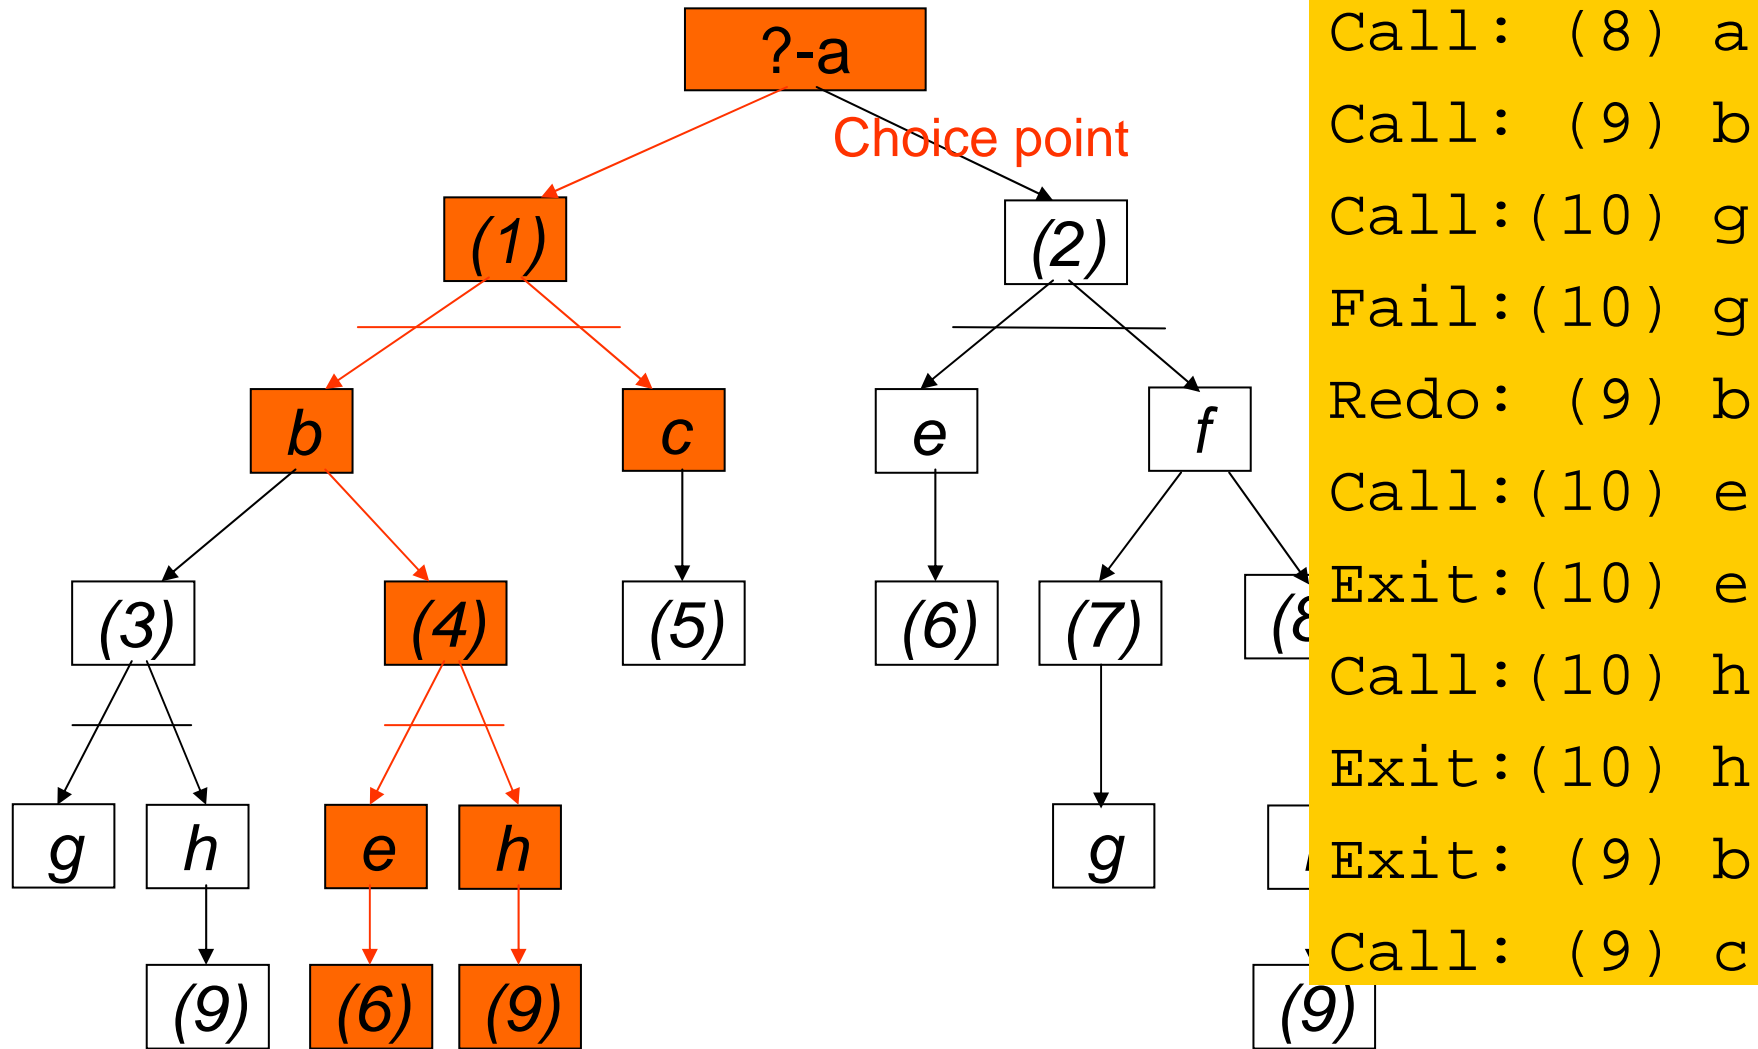 ?-a
Choice point
(1)
(2)
b
c
e
f
(3)
(4)
(5)
(6)
(7)
g
h
e
h
g
(9)
(6)
(9)
(9)
Call: (8) a
Call: (9) b
Call:(10) g
Fail:(10) g
Redo: (9) b
Call:(10) e
Exit:(10) e
Call:(10) h
Exit:(10) h
Exit: (9) b
Call: (9) c